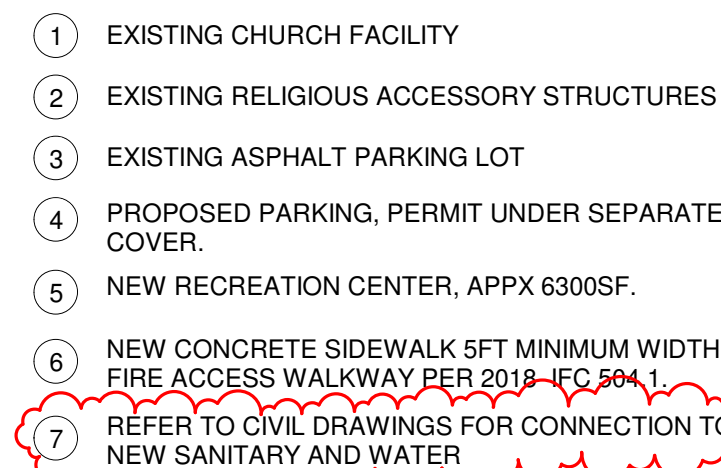 1 EXISTING CHURCH FACILITY
2 EXISTING RELIGIOUS ACCESSORY STRUCTURES
3 EXISTING ASPHALT PARKING LOT
4 PROPOSED PARKING, PERMIT UNDER SEPARATE
COVER.
5 NEW RECREATION CENTER, APPX 6300SF.
6 NEW CONCRETE SIDEWALK 5FT MINIMUM WIDTH
FIRE ACCESS WALKWAY PER 2018 IFC 504.1.
7 REFER TO CIVIL DRAWINGS FOR CONNECTION TO
NEW SANITARY AND WATER